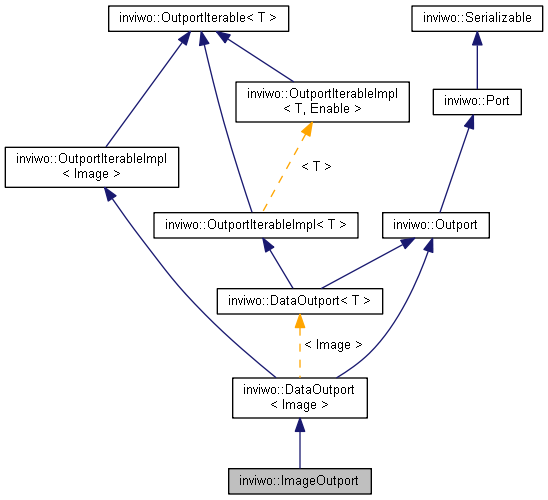 inviwo::OutportIterable< T >
inviwo::Serializable
inviwo::OutportIterableImpl
< T, Enable >
inviwo::Port
inviwo::OutportIterableImpl
< Image >
< T >
inviwo::OutportIterableImpl< T >
inviwo::Outport
inviwo::DataOutport< T >
< Image >
inviwo::DataOutport
< Image >
inviwo::ImageOutport